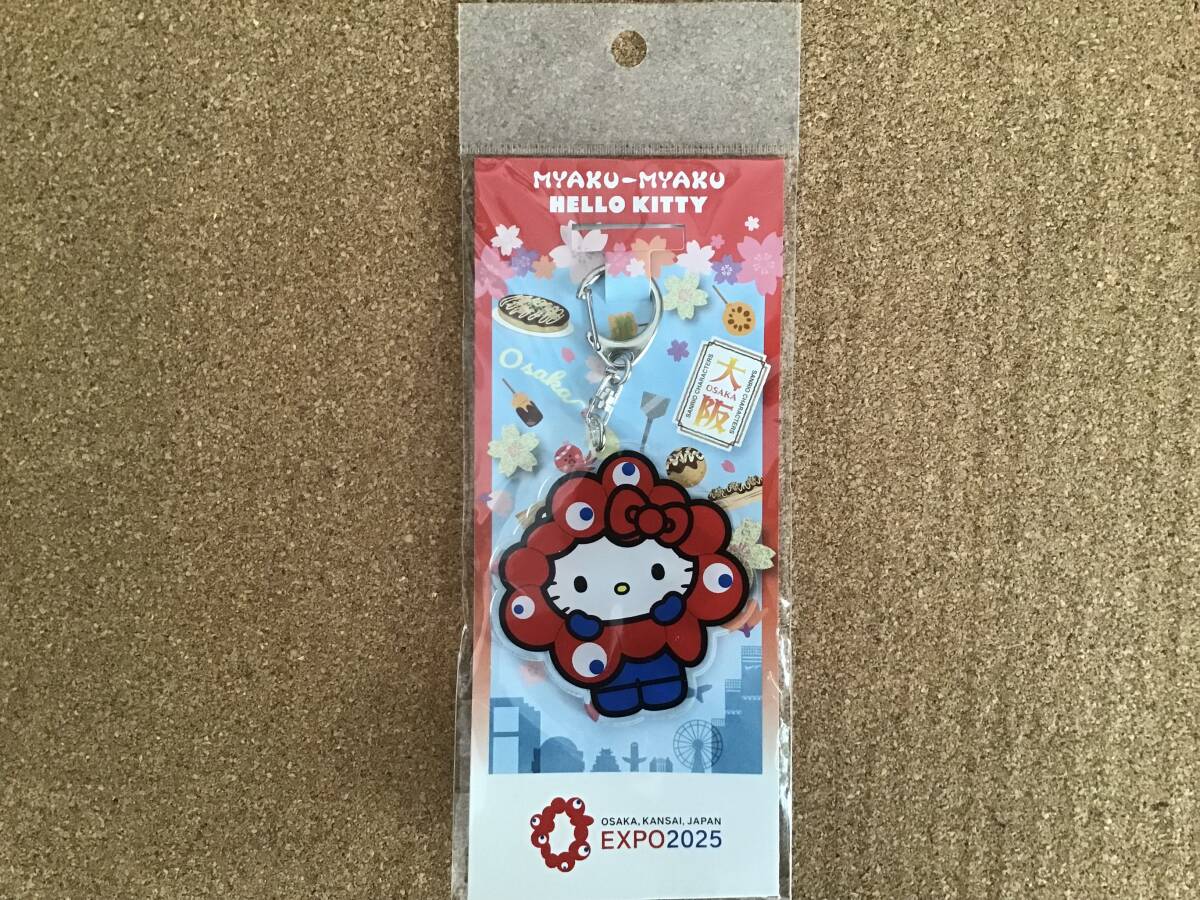 MYAKU-MYAKU
HELLO KITTY
Osaka
SANRIO CHARACTERS
大阪
OSAKA
SANRIO CHARACTERS
OSAKA, KANSAI, JAPAN
EXPO2025